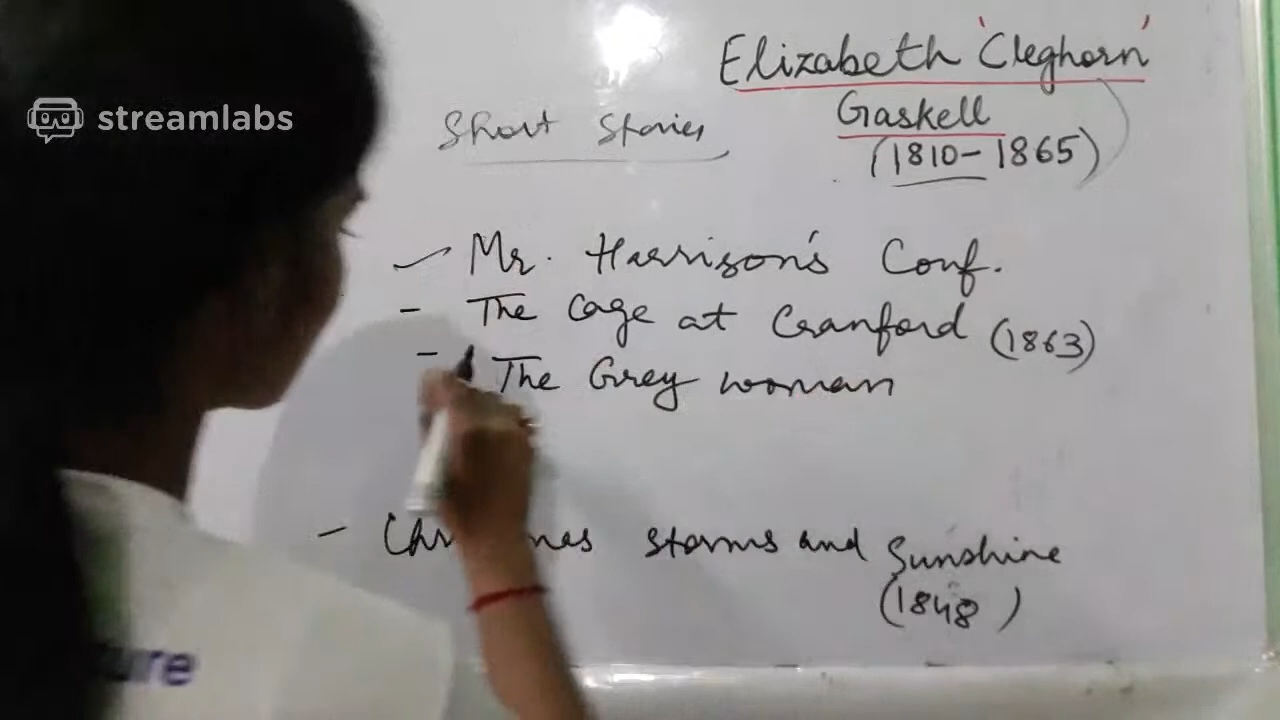 streamlabs
Elizabeth 'Cleghorn'
Gaskell
(1810-1865)
Short Stories
Mr. Harrison's Conf.
- The Cage at Cranford (1863)
- The Grey woman
- storms and Sunshine
(1848)